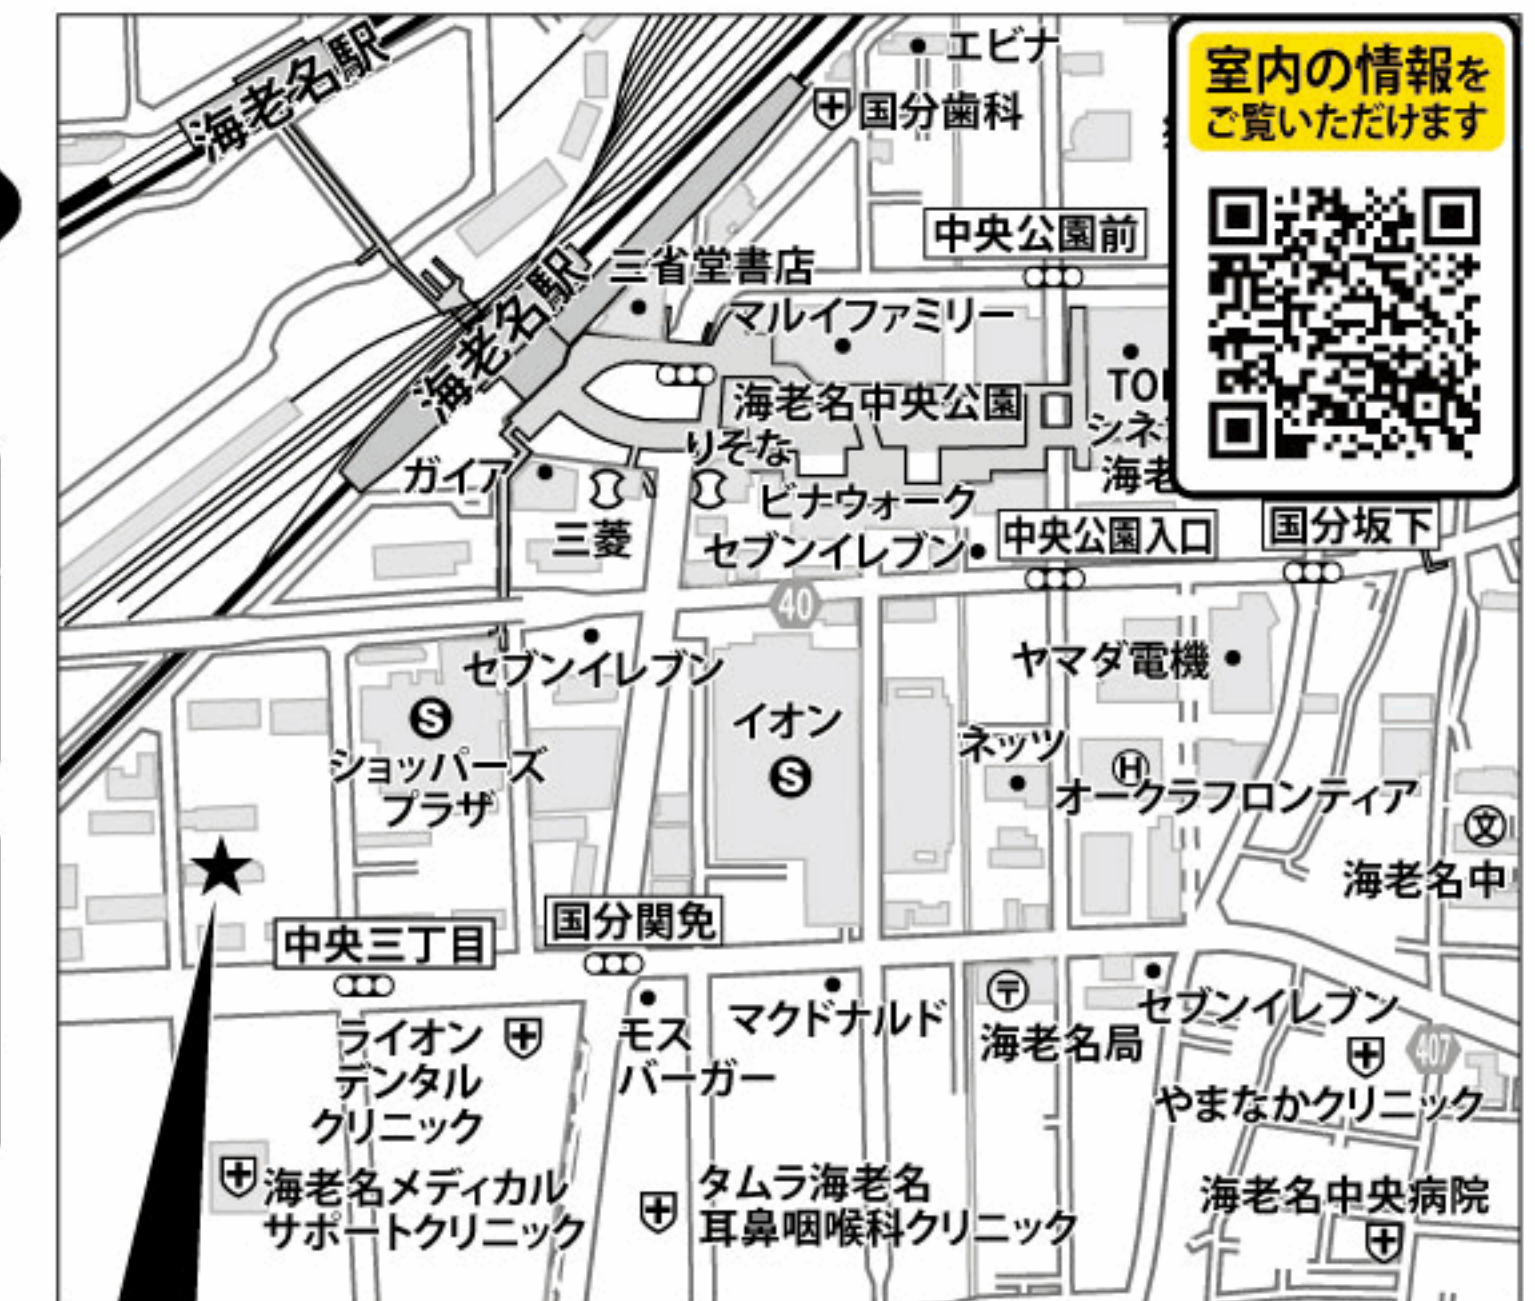 海老名駅
エビナ
国分歯科
室内の情報を
ご覧いただけます
中央公園前
三省堂書店
海老名駅
マルイファミリー
海老名中央公園
りそな
シネ
海老
ガイア
三菱
ビナウォーク
セブンイレブン
中央公園入口
国分坂下
40
セブンイレブン
ヤマダ電機
S
ショッパーズ
プラザ
イオン
S
ネッツ
H
オークラフロンティア
文
海老名中
中央三丁目
国分関免
ライオン
デンタル
クリニック
モス
バーガー
マクドナルド
〒
海老名局
セブンイレブン
407
やまなかクリニック
海老名メディカル
サポートクリニック
タムラ海老名
耳鼻咽喉科クリニック
海老名中央病院